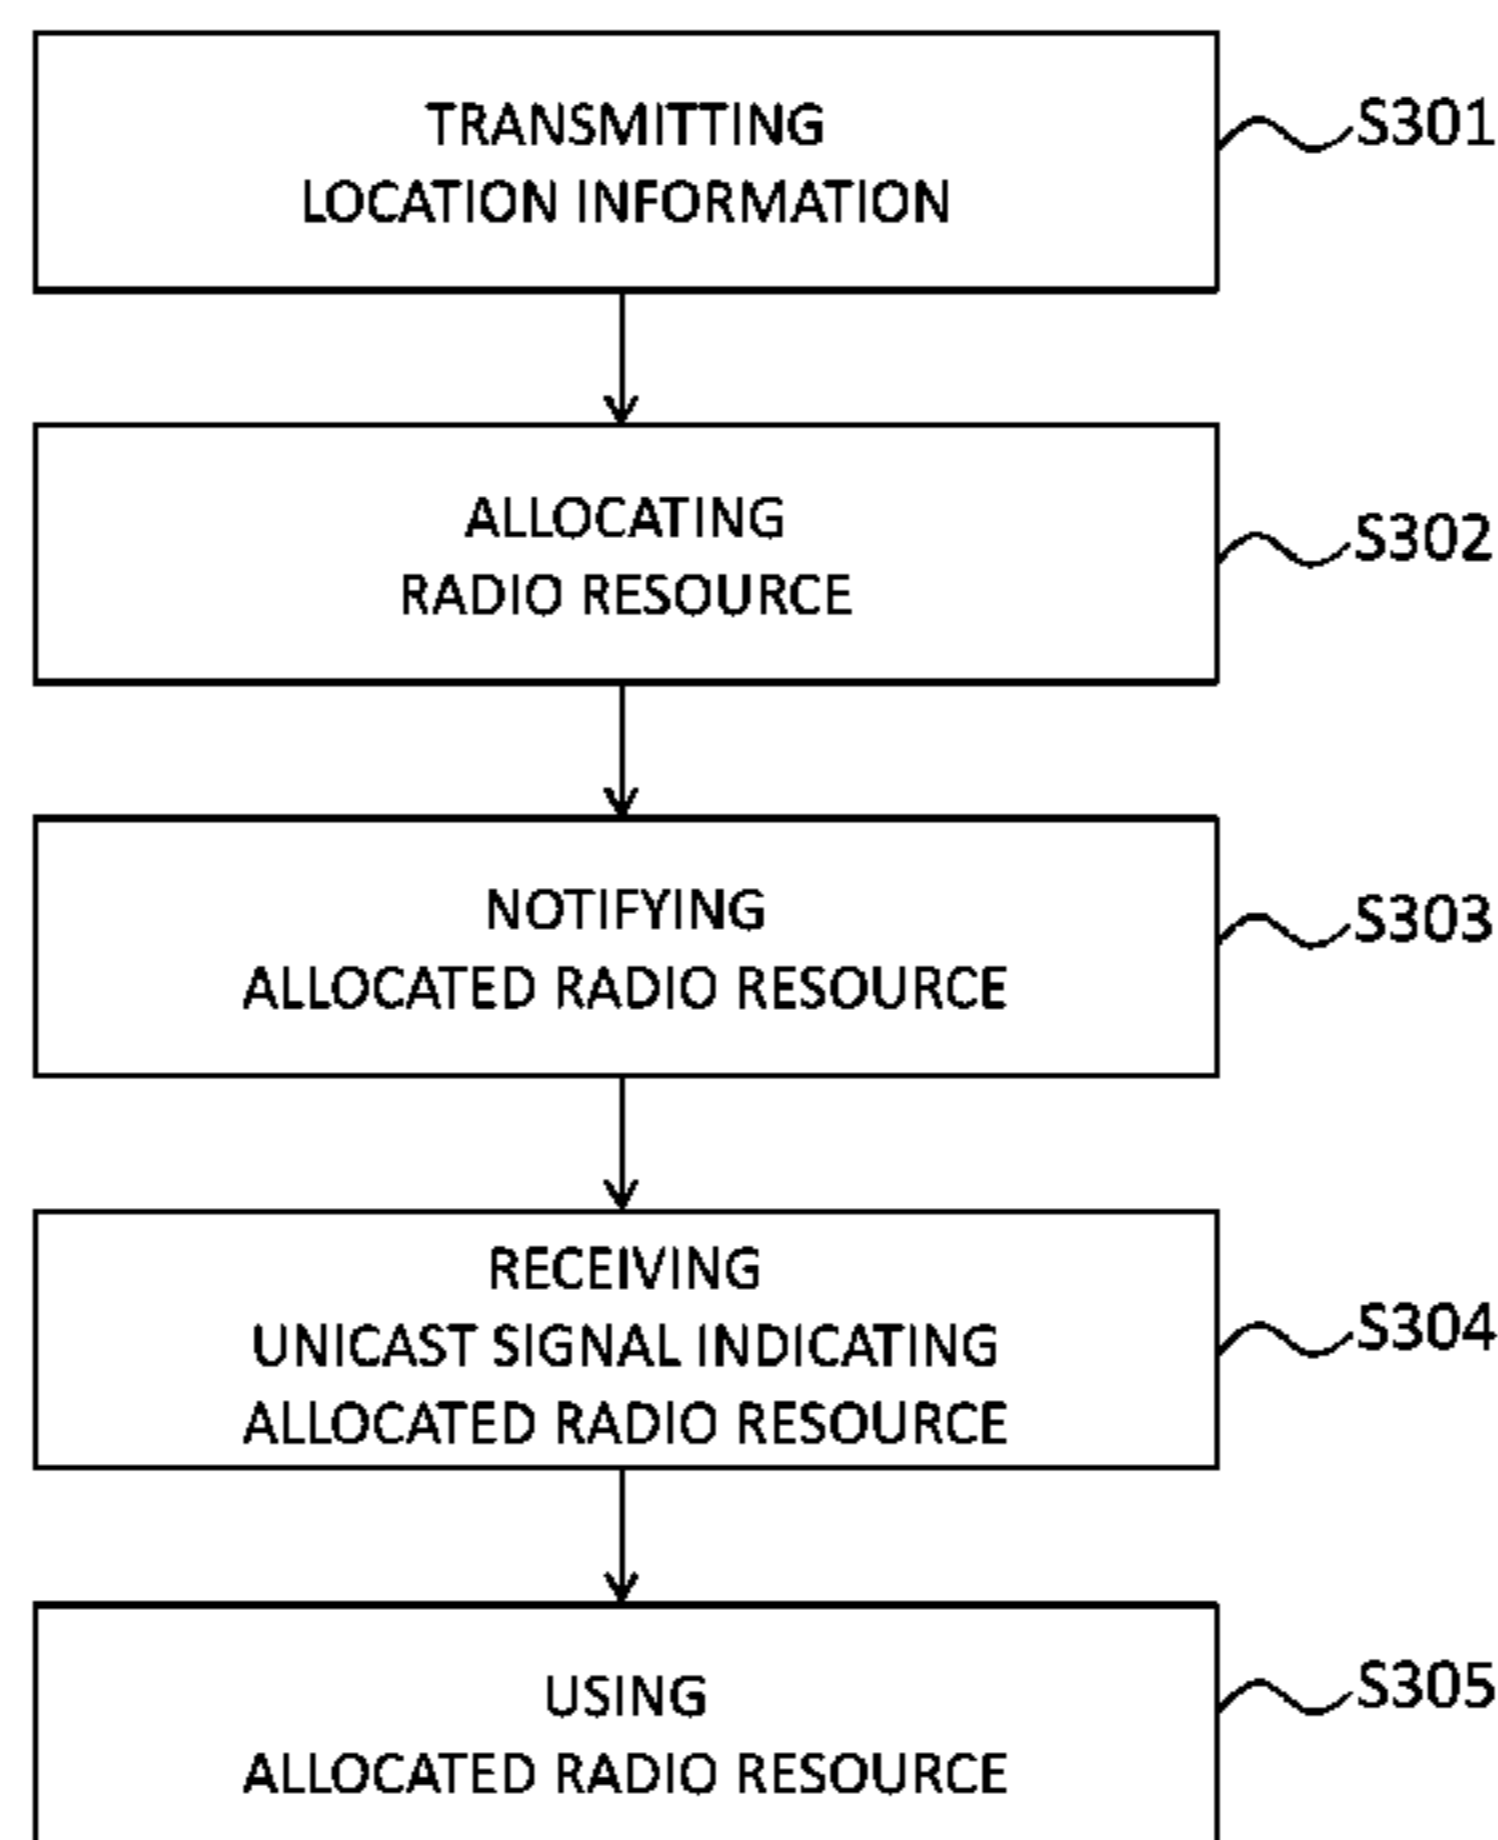 TRANSMITTING
LOCATION INFORMATION
S301
ALLOCATING
RADIO RESOURCE
S302
NOTIFYING
ALLOCATED RADIO RESOURCE
S303
RECEIVING
UNICAST SIGNAL INDICATING
ALLOCATED RADIO RESOURCE
S304
USING
ALLOCATED RADIO RESOURCE
S305